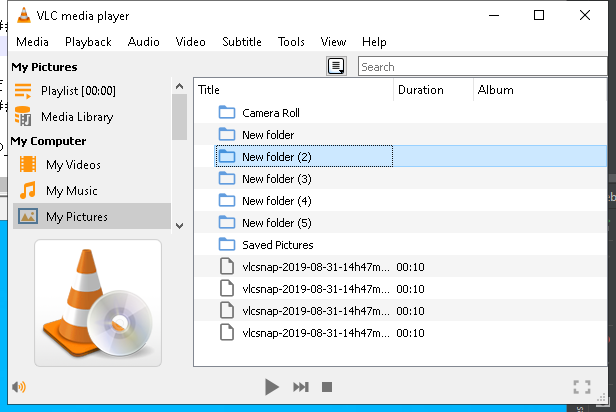 VLC media player
Media Playback Audio Video Subtitle Tools View Help
My Pictures
Search
Playlist [00:00]
Media Library
My Computer
My Videos
My Music
My Pictures
Title Duration Album
Camera Roll
New folder
New folder (2)
New folder (3)
New folder (4)
New folder (5)
Saved Pictures
vlcsnap-2019-08-31-14h47m... 00:10
vlcsnap-2019-08-31-14h47m... 00:10
vlcsnap-2019-08-31-14h47m... 00:10
vlcsnap-2019-08-31-14h47m... 00:10